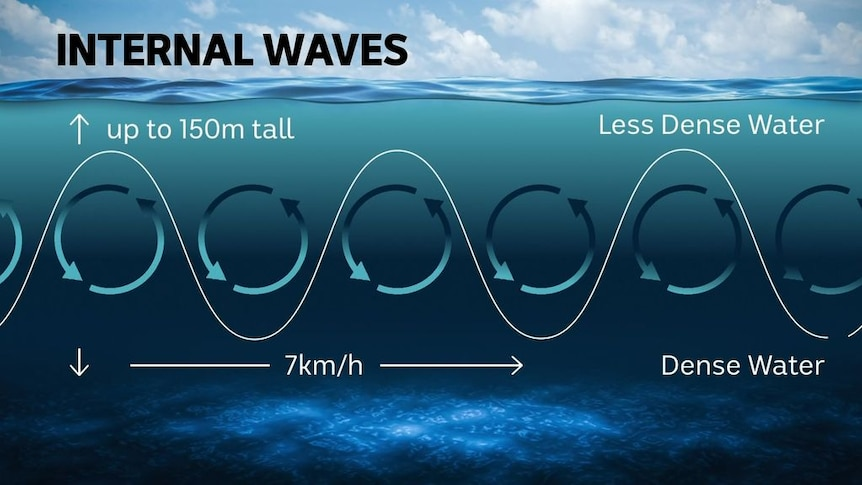 INTERNAL WAVES
up to 150m tall
Less Dense Water
7km/h
Dense Water